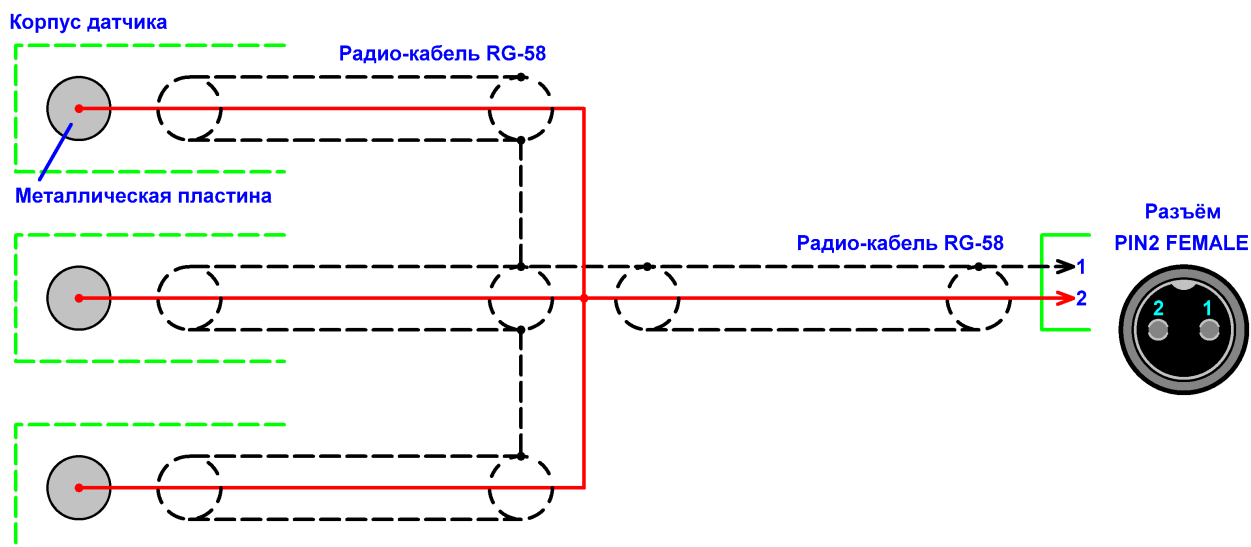 Корпус датчика
Радио-кабель RG-58
Металлическая пластина
Разъём
Радио-кабель RG-58
PIN2 FEMALE
1
2
2 1